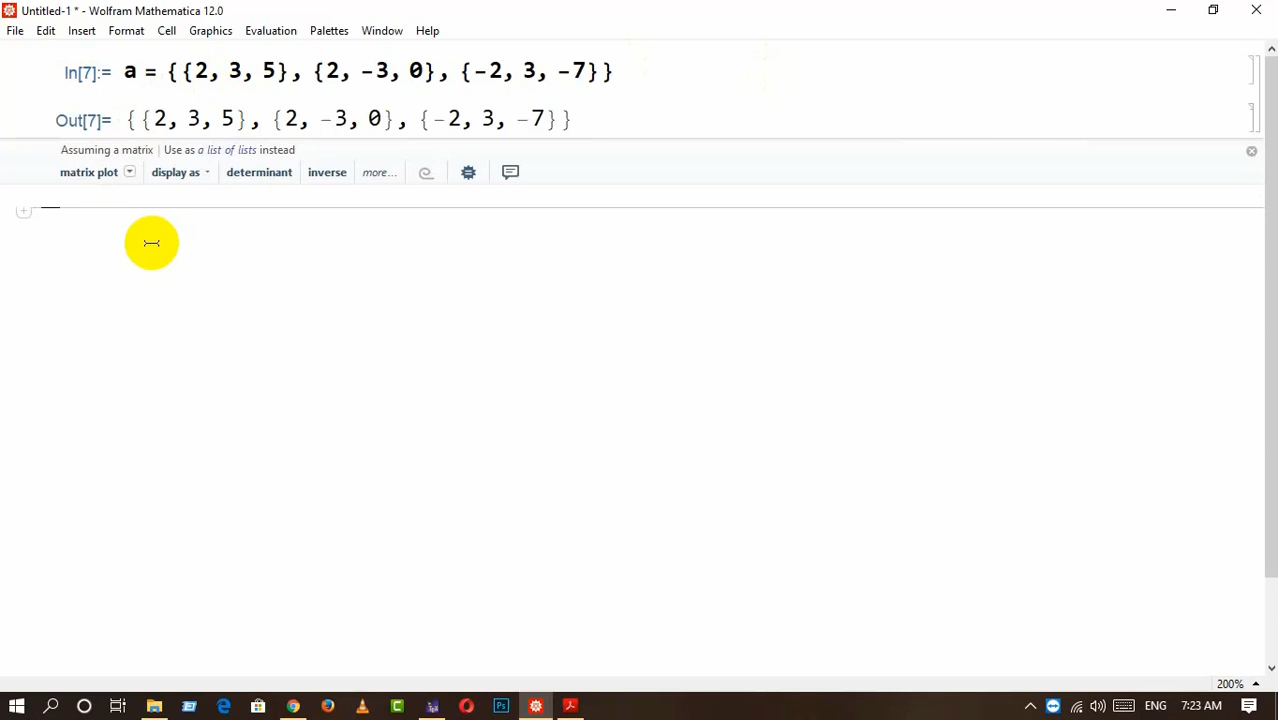 Untitled-1 * - Wolfram Mathematica 12.0
File Edit Insert Format Cell Graphics Evaluation Palettes Window Help
In[7]:= a = {{2, 3, 5}, {2, -3, 0}, {-2, 3, -7}}
Out[7]= {{2, 3, 5}, {2, -3, 0}, {-2, 3, -7}}
Assuming a matrix | Use as a list of lists instead
matrix plot display as determinant inverse more...
200%
Ps ENG 7:23 AM